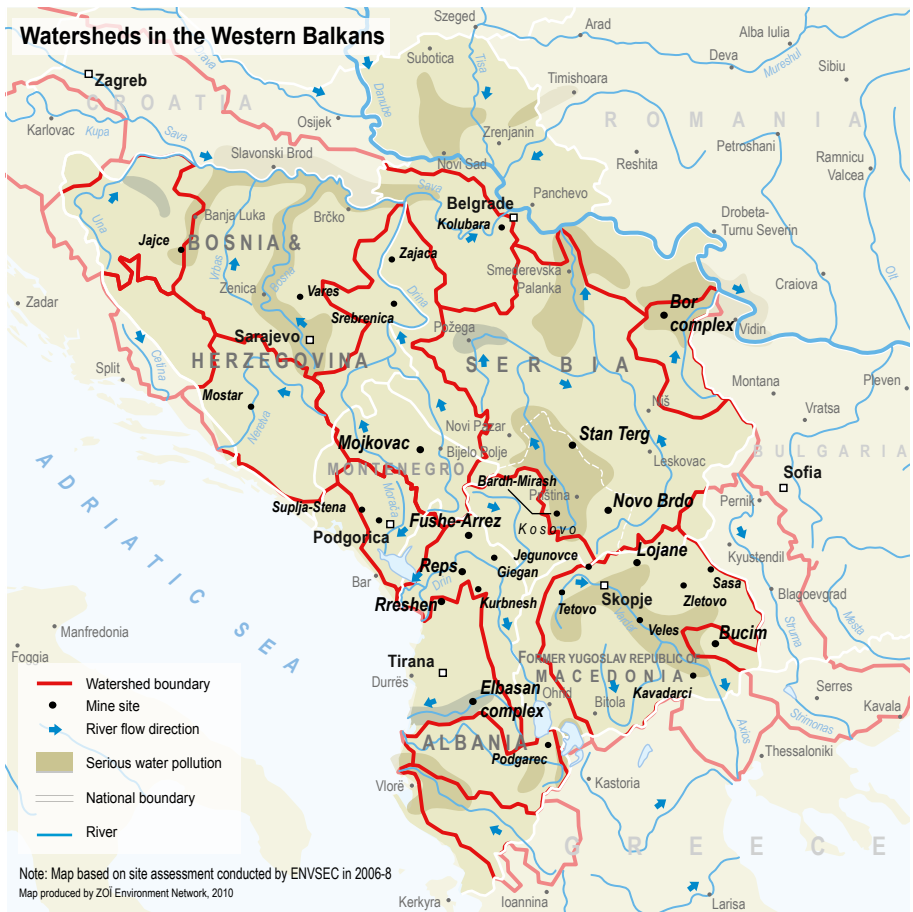 Watersheds in the Western Balkans
Szeged
Arad
Alba Iulia
Zagreb
Drava
Subotica
Tisa
Deva
Mureshul
Sibiu
Timishoara
CROATIA
Danube
Karlovac
Kupa
Sava
Osijek
Zrenjanin
ROMANIA
Petroshani
Slavonski Brod
Novi Sad
Reshita
Ramnicu
Valcea
Sava
Belgrade
Panchevo
Una
Banja Luka
Brčko
Kolubara
Drobeta-
Turnu Severin
Jajce
BOSNIA &
Zajaca
Olt
Vrbas
Bosna
Smederevska
Palanka
Craiova
Zenica
Vares
Drina
Zadar
Srebrenica
Bor
complex
Vidin
Sarajevo
Požega
HERZEGOVINA
SERBIA
Cetina
Split
Montana
Pleven
Mostar
Niš
Vratsa
Neretva
Novi Pazar
Stan Terg
Mojkovac
Bijelo Polje
Leskovac
BULGARIA
MONTENEGRO
Bardh-Mirash
Sofia
Morača
Priština
Pernik
Suplja-Stena
Fushe-Arrez
Kosovo
Novo Brdo
Podgorica
Jegunovce
Lojane
Kyustendil
Reps
Giegan
Bar
Drin
Sasa
Kurbnesh
Tetovo
Skopje
Zletovo
Blagoevgrad
Rreshen
Vardar
Veles
Bucim
Struma
Mesta
ADRIATIC SEA
Manfredonia
Foggia
Tirana
FORMER YUGOSLAV REPUBLIC OF
MACEDONIA
Durrës
Kavadarci
Elbasan
complex
Ohrid
Bitola
Serres
Kavala
Strimonas
Axios
ALBANIA
Podgarec
Thessaloniki
Vlorë
Kastoria
GREECE
Ioannina
Kerkyra
Larisa
Watershed boundary
Mine site
River flow direction
Serious water pollution
National boundary
River
Note: Map based on site assessment conducted by ENVSEC in 2006-8
Map produced by ZOÏ Environment Network, 2010